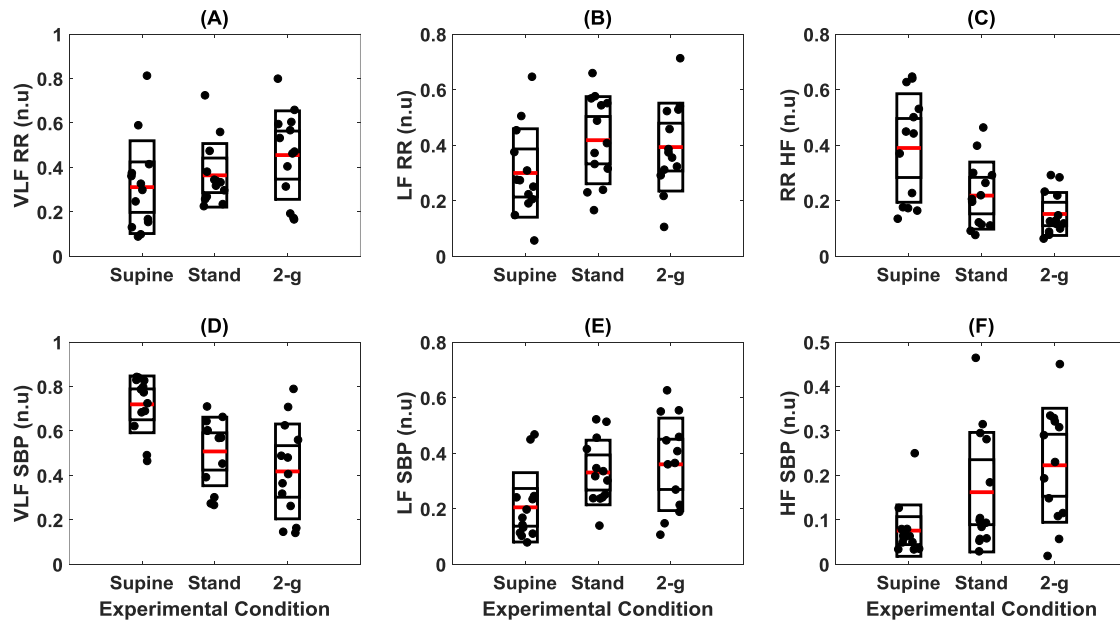 (A)
VLF RR (n.u)
1
0.8
0.6
0.4
0.2
0
Supine Stand 2-g
(B)
LF RR (n.u)
0.8
0.6
0.4
0.2
0
Supine Stand 2-g
(C)
RR HF (n.u)
0.8
0.6
0.4
0.2
0
Supine Stand 2-g
(D)
VLF SBP (n.u)
1
0.8
0.6
0.4
0.2
0
Supine Stand 2-g
Experimental Condition
(E)
LF SBP (n.u)
0.8
0.6
0.4
0.2
0
Supine Stand 2-g
Experimental Condition
(F)
HF SBP (n.u)
0.5
0.4
0.3
0.2
0.1
0
Supine Stand 2-g
Experimental Condition